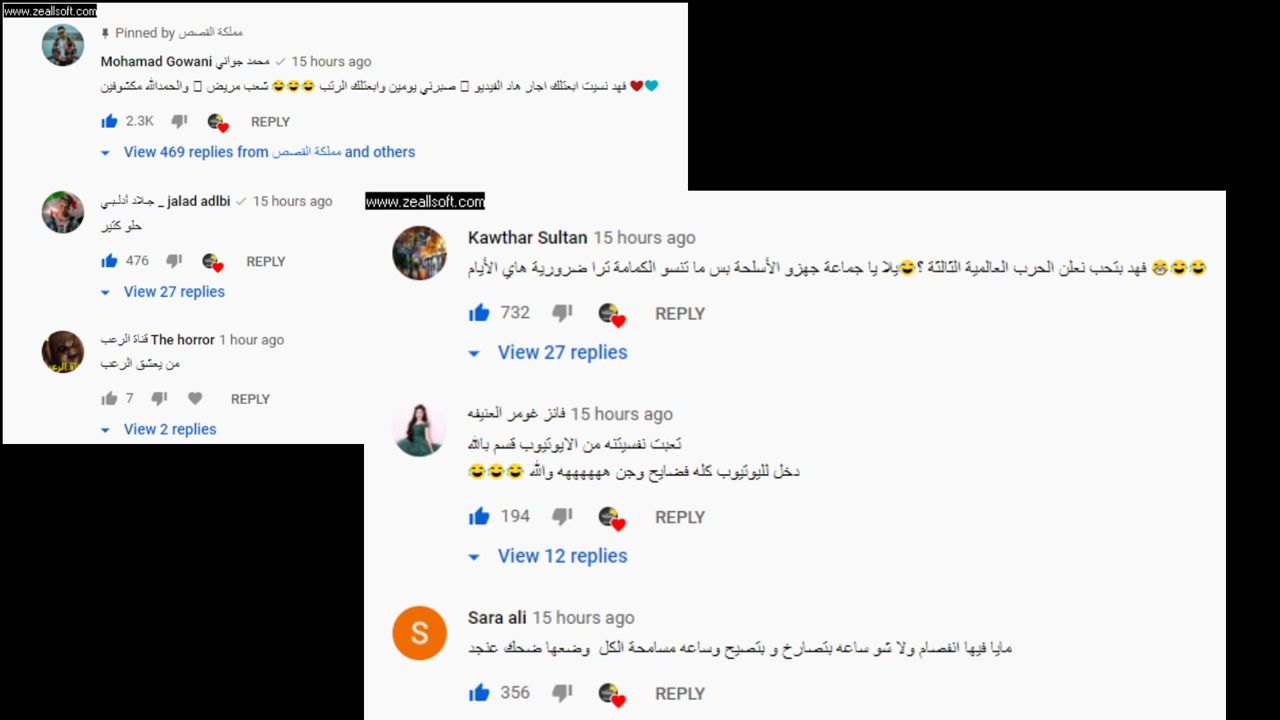 www.zeallsoft.com
Pinned by مملكة القصص
Mohamad Gowani محمد جواني 15 hours ago
فهد نسيت ابعتلك اجار هاد الفيديو صبرني يومين وابعتلك الرتب 😂😂😂 شعب مريض والحمدالله مكشوفين ❤️💙
2.3K REPLY
View 469 replies from مملكة القصص and others
جلاد أدلبي _ jalad adlbi 15 hours ago
حلو كتير
476 REPLY
View 27 replies
قناة الرعب The horror 1 hour ago
من يعشق الرعب
7 REPLY
View 2 replies
www.zeallsoft.com
Kawthar Sultan 15 hours ago
فهد بتحب نعلن الحرب العالمية الثالثة ؟😂يلا يا جماعة جهزو الأسلحة بس ما تنسو الكمامة ترا ضرورية هاي الأيام 😭😂😂
732 REPLY
View 27 replies
فانز غومر العنيفه 15 hours ago
تعبت نفسيتنه من الايوتيوب قسم بالله
دخل لليوتيوب كله فضايح وجن ههههههه والله 😂😂😂
194 REPLY
View 12 replies
S
Sara ali 15 hours ago
مايا فيها انفصام ولا شو ساعه بتصارخ و بتصيح وساعه مسامحة الكل وضعها ضحك عنجد
356 REPLY